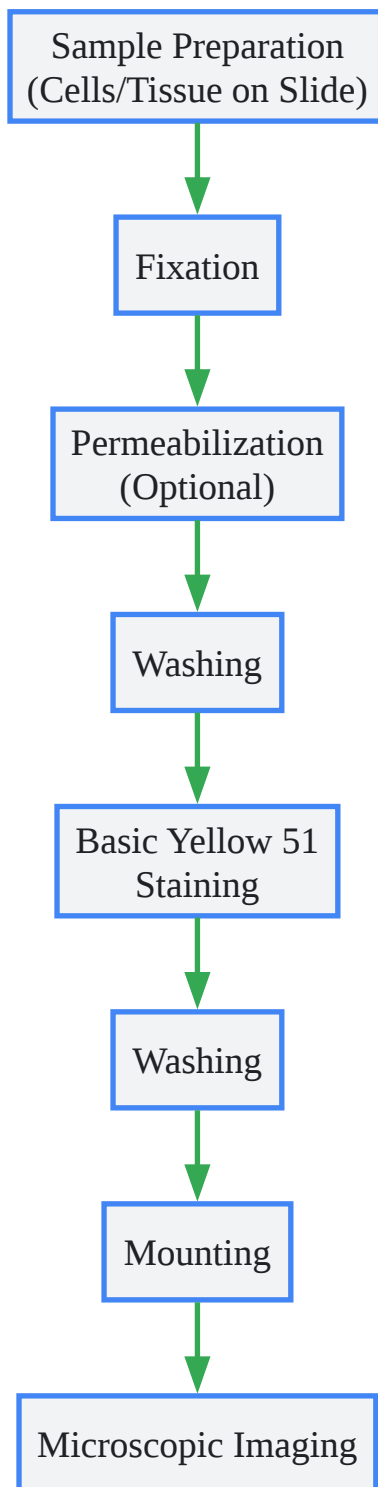 Sample Preparation
(Cells/Tissue on Slide)
Fixation
Permeabilization
(Optional)
Washing
Basic Yellow 51
Staining
Washing
Mounting
Microscopic Imaging